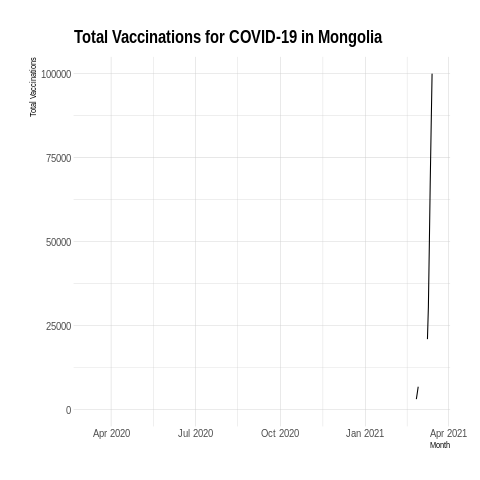 Total Vaccinations for COVID-19 in Mongolia
Total Vaccinations
100000
75000
50000
25000
0
Apr 2020 Jul 2020 Oct 2020 Jan 2021 Apr 2021
Month